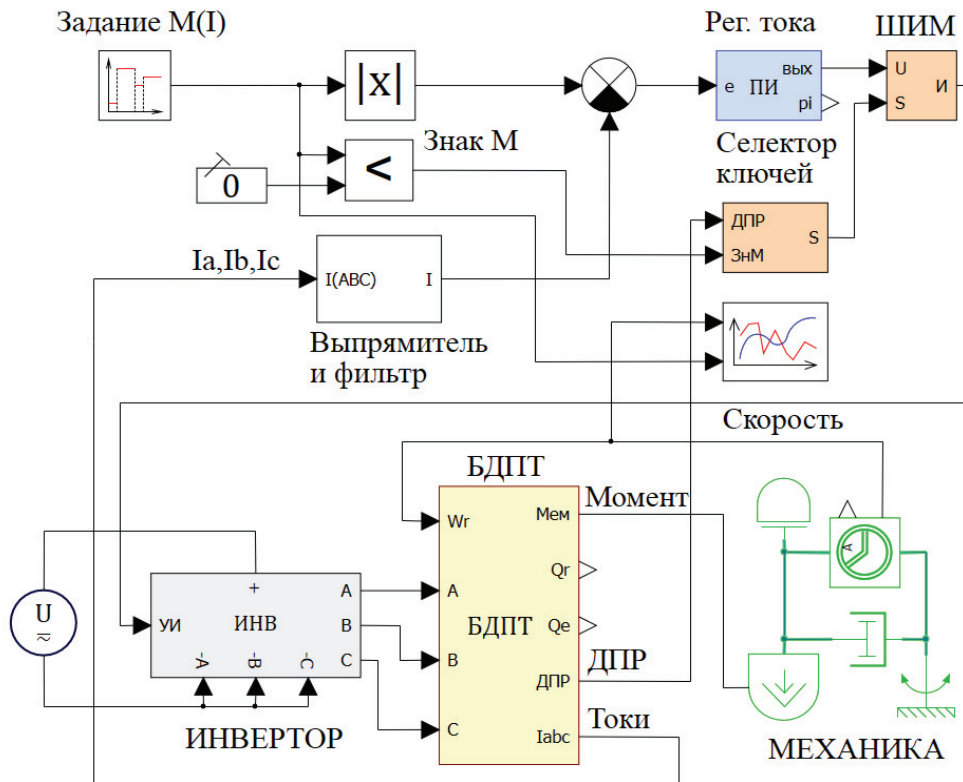 Задание M(I)
Рег. тока
ШИМ
|x|
e
ПИ
вых
pi
U
S
И
Знак М
<
0
Селектор
ключей
ДПР
ЗнМ
S
Ia,Ib,Ic
I(ABC)
I
Выпрямитель
и фильтр
Скорость
БДПТ
Момент
Wr
Mем
A
Qr
A
B
C
БДПТ
Qe
ДПР
Iabc
ДПР
Токи
U
≂
+
УИ
ИНВ
A
B
C
-A
-B
-C
ИНВЕРТОР
МЕХАНИКА